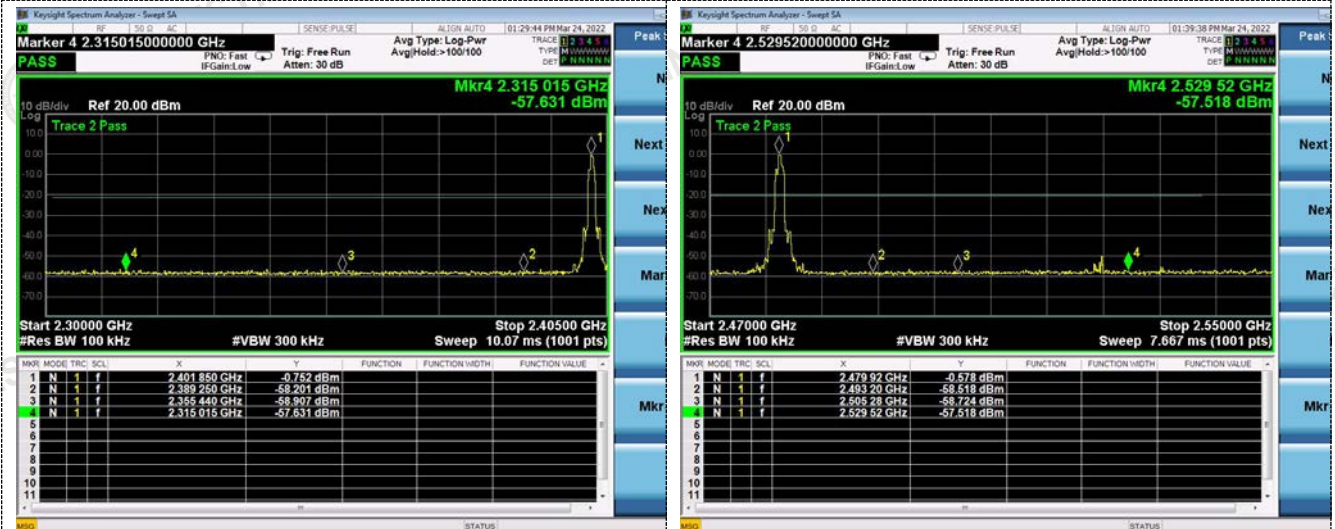 Keysight Spectrum Analyzer - Swept SA
RF 50 Ω AC SENSE:PULSE ALIGN AUTO 01:29:44 PM Mar 24, 2022
Marker 4 2.315015000000 GHz
PASS
PNO: Fast
IFGain:Low
Trig: Free Run
Atten: 30 dB
Avg Type: Log-Pwr
Avg|Hold:>100/100
TRACE 1 2 3 4 5 6
TYPE M WWWWW
DET P N N N N N
Peak
Mkr4 2.315 015 GHz
-57.631 dBm
10 dB/div Ref 20.00 dBm
Log
Trace 2 Pass
10.0
0.00
-10.0
-20.0
-30.0
-40.0
-50.0
-60.0
-70.0
1
2
3
4
Start 2.30000 GHz
Stop 2.40500 GHz
#Res BW 100 kHz
#VBW 300 kHz
Sweep 10.07 ms (1001 pts)
MKR MODE TRC SCL X Y FUNCTION FUNCTION WIDTH FUNCTION VALUE
1 N 1 f 2.401 850 GHz -0.752 dBm
2 N 1 f 2.389 250 GHz -58.201 dBm
3 N 1 f 2.355 440 GHz -58.907 dBm
4 N 1 f 2.315 015 GHz -57.631 dBm
5
6
7
8
9
10
11
MSG
STATUS
Next
Mkr
Keysight Spectrum Analyzer - Swept SA
RF 50 Ω AC SENSE:PULSE ALIGN AUTO 01:39:38 PM Mar 24, 2022
Marker 4 2.529520000000 GHz
PASS
PNO: Fast
IFGain:Low
Trig: Free Run
Atten: 30 dB
Avg Type: Log-Pwr
Avg|Hold:>100/100
TRACE 1 2 3 4 5 6
TYPE M WWWWW
DET P N N N N N
Peak
Mkr4 2.529 52 GHz
-57.518 dBm
10 dB/div Ref 20.00 dBm
Log
Trace 2 Pass
10.0
0.00
-10.0
-20.0
-30.0
-40.0
-50.0
-60.0
-70.0
1
2
3
4
Start 2.47000 GHz
Stop 2.55000 GHz
#Res BW 100 kHz
#VBW 300 kHz
Sweep 7.667 ms (1001 pts)
MKR MODE TRC SCL X Y FUNCTION FUNCTION WIDTH FUNCTION VALUE
1 N 1 f 2.479 92 GHz -0.578 dBm
2 N 1 f 2.493 20 GHz -58.518 dBm
3 N 1 f 2.505 28 GHz -58.724 dBm
4 N 1 f 2.529 52 GHz -57.518 dBm
5
6
7
8
9
10
11
MSG
STATUS
Next
Mkr